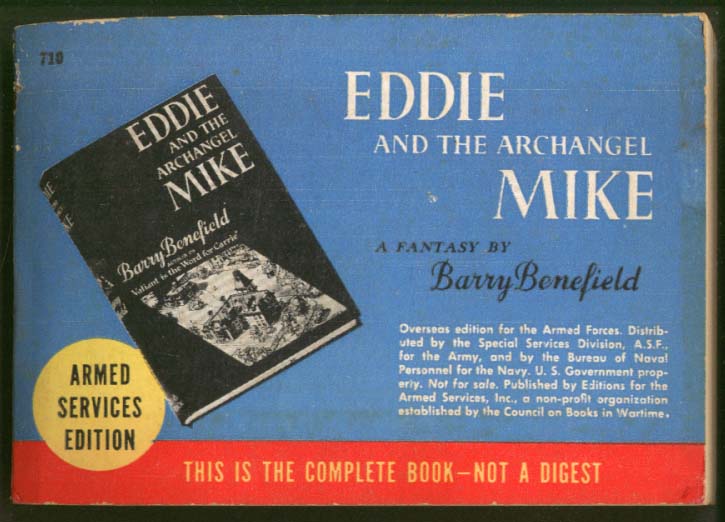 710
EDDIE
AND THE ARCHANGEL
MIKE
A FANTASY BY
Barry Benefield
Overseas edition for the Armed Forces. Distrib-
uted by the Special Services Division, A.S.F.,
for the Army, and by the Bureau of Naval
Personnel for the Navy. U. S. Government prop-
erty. Not for sale. Published by Editions for the
Armed Services, Inc., a non-profit organization
established by the Council on Books in Wartime.
EDDIE
AND THE
ARCHANGEL
MIKE
Barry Benefield
AUTHOR OF
Valiant is the Word for Carrie
ARMED
SERVICES
EDITION
THIS IS THE COMPLETE BOOK—NOT A DIGEST